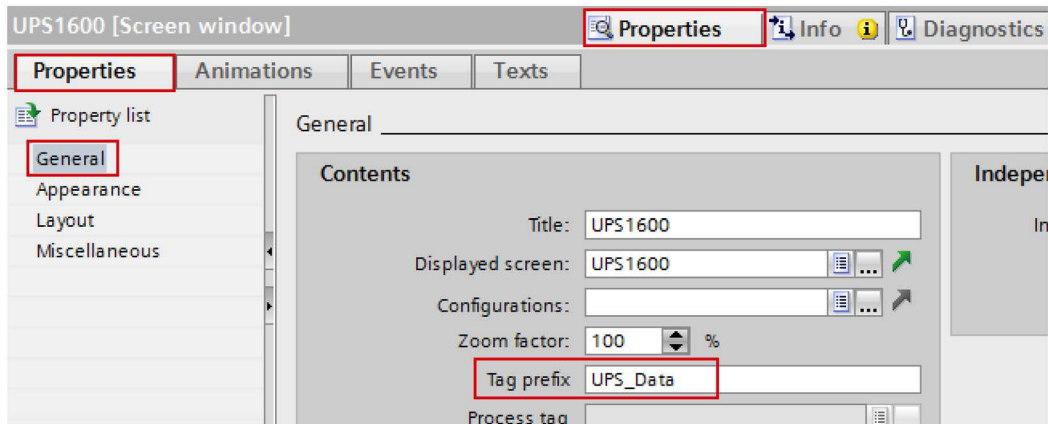 UPS1600 [Screen window]
Properties Info Diagnostics
Properties Animations Events Texts
Property list
General
Appearance
Layout
Miscellaneous
General
Contents
Title: UPS1600
Displayed screen: UPS1600 ...
Configurations: ...
Zoom factor: 100 %
Tag prefix UPS_Data
Process tag